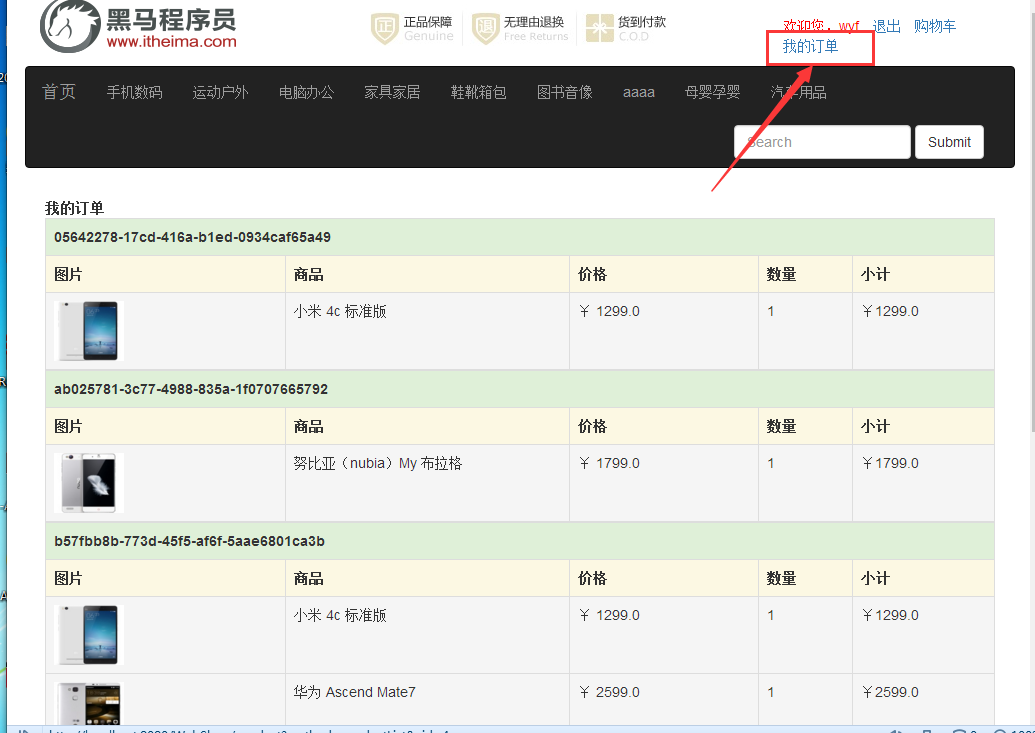 黑马程序员
www.itheima.com
正品保障
Genuine
无理由退换
Free Returns
货到付款
C.O.D
欢迎您，wyf 退出 购物车
我的订单
首页 手机数码 运动户外 电脑办公 家具家居 鞋靴箱包 图书音像 aaaa 母婴孕婴 汽车用品
Search Submit
我的订单
05642278-17cd-416a-b1ed-0934caf65a49
图片 商品 价格 数量 小计
小米 4c 标准版 ￥ 1299.0 1 ￥1299.0
ab025781-3c77-4988-835a-1f0707665792
图片 商品 价格 数量 小计
努比亚（nubia）My 布拉格 ￥ 1799.0 1 ￥1799.0
b57fbb8b-773d-45f5-af6f-5aae6801ca3b
图片 商品 价格 数量 小计
小米 4c 标准版 ￥ 1299.0 1 ￥1299.0
华为 Ascend Mate7 ￥ 2599.0 1 ￥2599.0